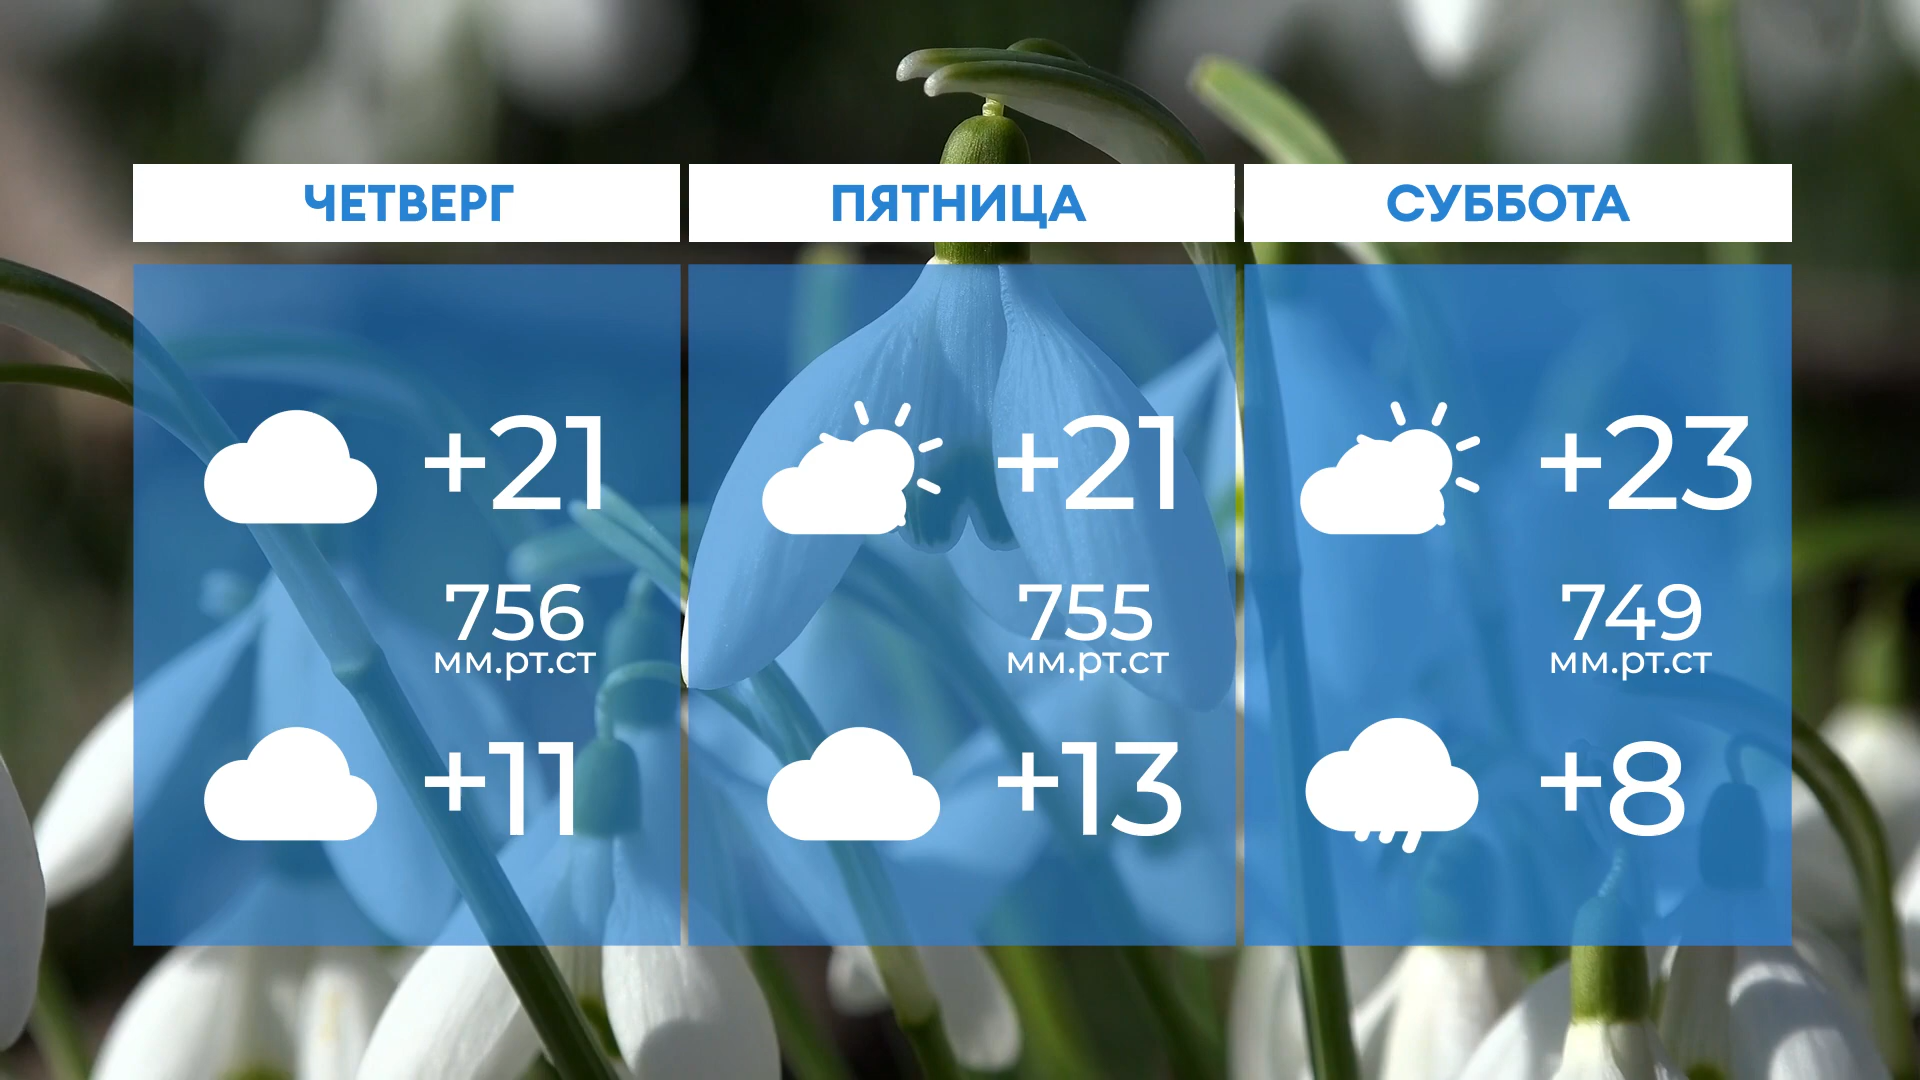 ЧЕТВЕРГ
ПЯТНИЦА
СУББОТА
+21
756
мм.рт.ст
+11
+21
755
мм.рт.ст
+13
+23
749
мм.рт.ст
+8